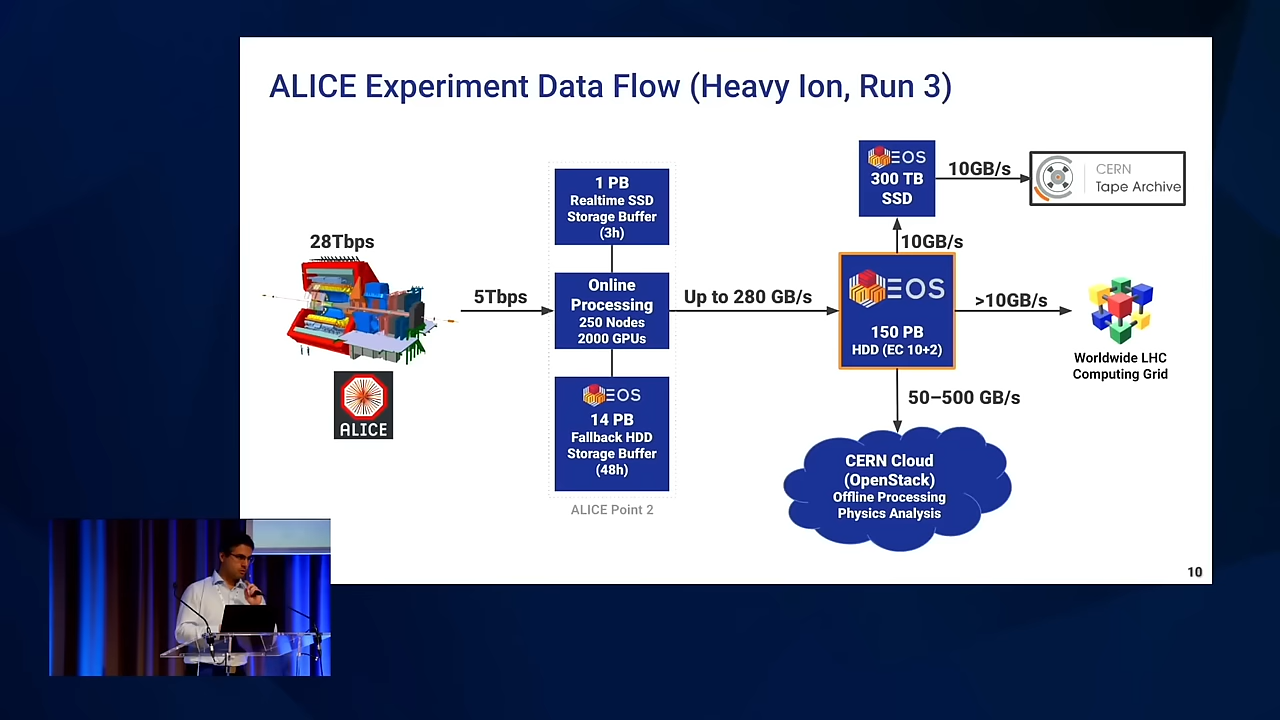 ALICE Experiment Data Flow (Heavy Ion, Run 3)
28Tbps
ALICE
5Tbps
1 PB
Realtime SSD
Storage Buffer
(3h)
Online
Processing
250 Nodes
2000 GPUs
EOS
14 PB
Fallback HDD
Storage Buffer
(48h)
ALICE Point 2
Up to 280 GB/s
EOS
300 TB
SSD
10GB/s
CERN
Tape Archive
10GB/s
EOS
150 PB
HDD (EC 10+2)
>10GB/s
Worldwide LHC
Computing Grid
50–500 GB/s
CERN Cloud
(OpenStack)
Offline Processing
Physics Analysis
10